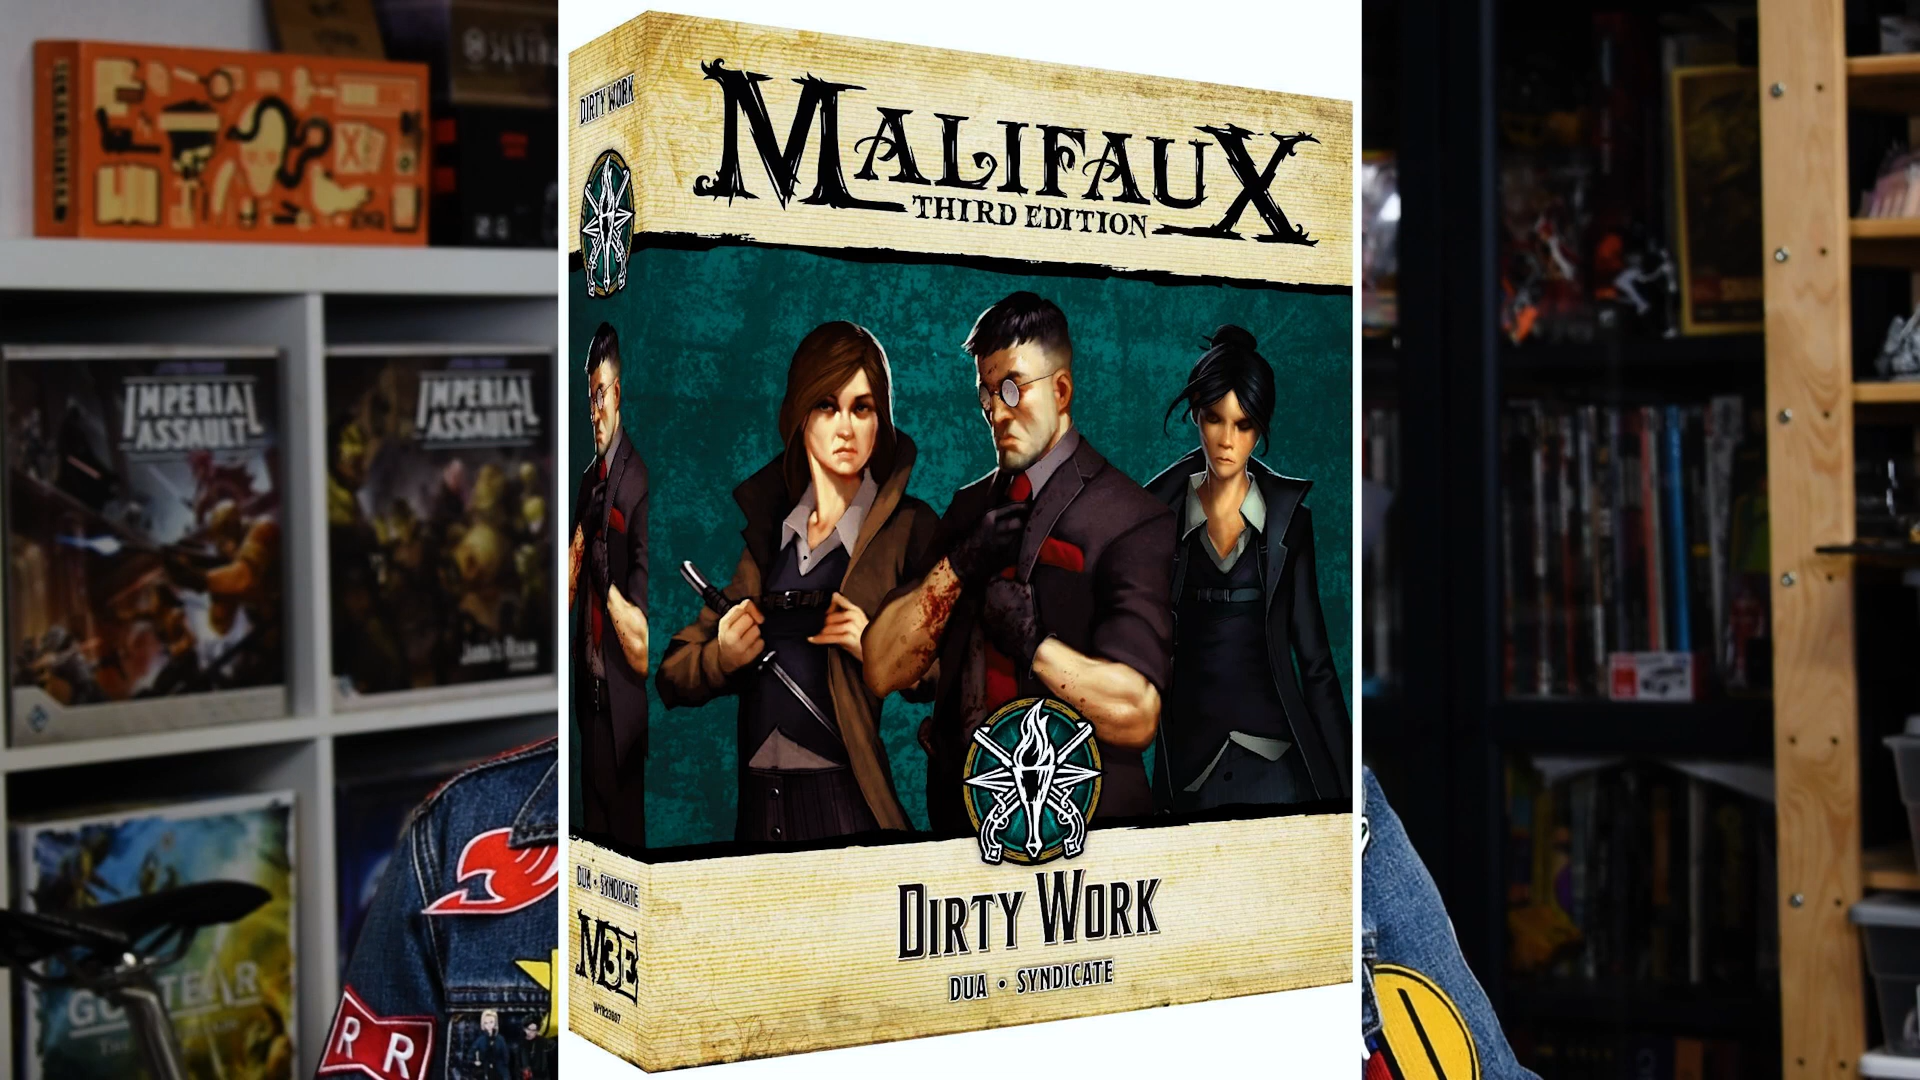 DIRTY WORK
MALIFAUX
THIRD EDITION
DIRTY WORK
DUA • SYNDICATE
DUA • SYNDICATE
M3E
IMPERIAL
ASSAULT
IMPERIAL
ASSAULT
R R